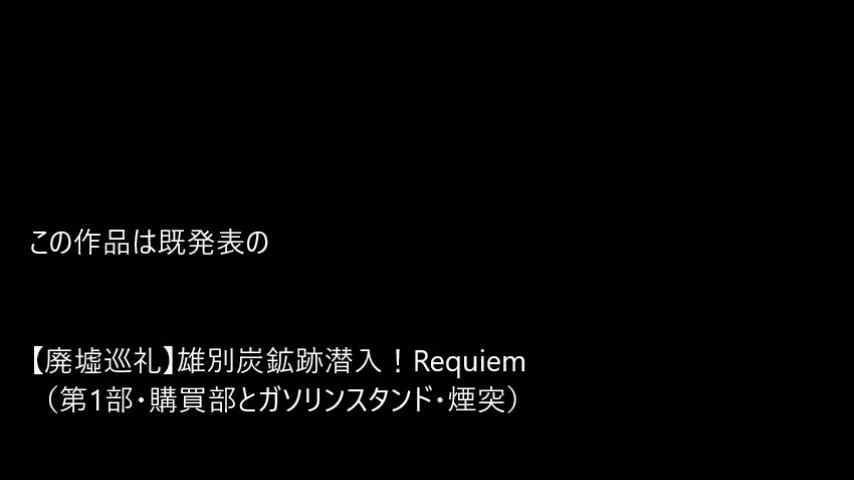 この作品は既発表の
【廃墟巡礼】雄別炭鉱跡潜入！Requiem
（第1部・購買部とガソリンスタンド・煙突）